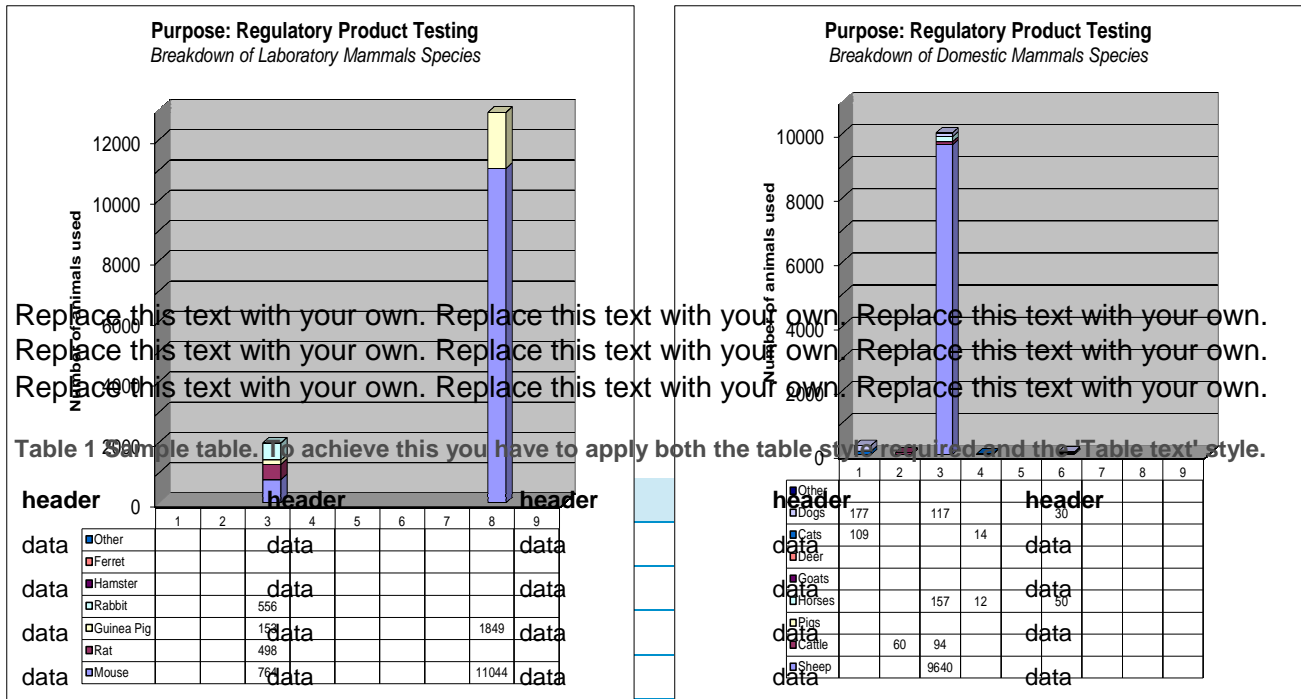 Purpose: Regulatory Product Testing
Breakdown of Laboratory Mammals Species
12000
10000
8000
6000
4000
2000
0
Number of animals used
1 2 3 4 5 6 7 8 9
Other
Ferret
Hamster
Rabbit 556
Guinea Pig 153 1849
Rat 498
Mouse 764 11044
Purpose: Regulatory Product Testing
Breakdown of Domestic Mammals Species
10000
8000
6000
4000
2000
0
Number of animals used
1 2 3 4 5 6 7 8 9
Other
Dogs 177 117 30
Cats 109 14
Deer
Goats
Horses 157 12 50
Pigs
Cattle 60 94
Sheep 9640
Replace this text with your own. Replace this text with your own. Replace this text with your own.
Replace this text with your own. Replace this text with your own. Replace this text with your own.
Replace this text with your own. Replace this text with your own. Replace this text with your own.
Table 1 Sample table. To achieve this you have to apply both the table style required and the 'Table text' style.
header header header header header
data data data data data
data data data data data
data data data data data
data data data data data